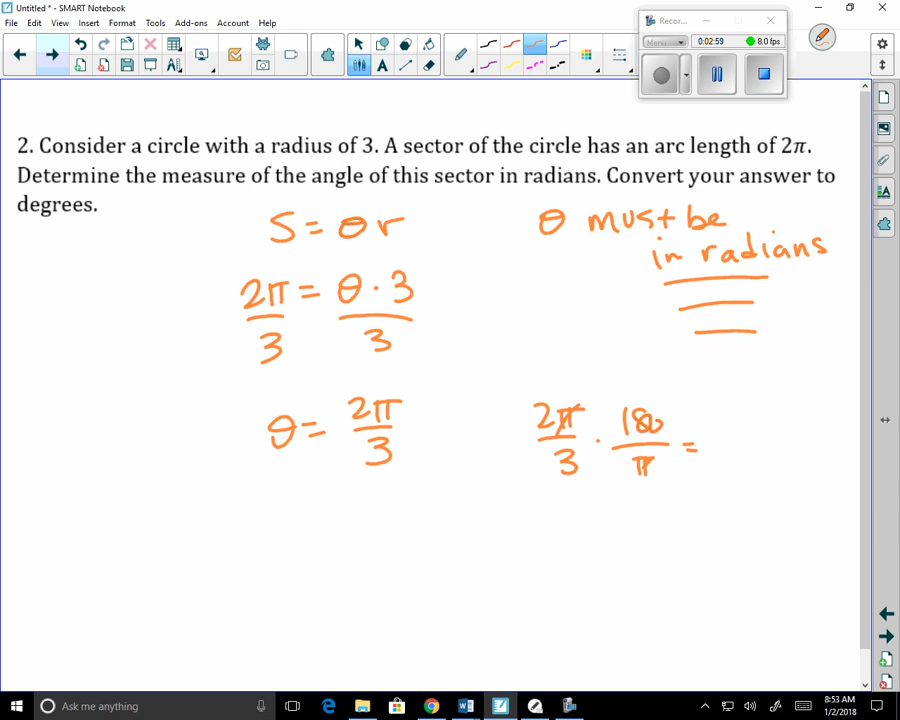 Untitled * - SMART Notebook
File Edit View Insert Format Tools Add-ons Account Help
Recor...
Menu
0:02:59 8.0 fps
2. Consider a circle with a radius of 3. A sector of the circle has an arc length of 2π.
Determine the measure of the angle of this sector in radians. Convert your answer to
degrees.
S = θ r
θ must be
in radians
2π/3 = θ · 3/3
θ = 2π/3
2π/3 · 180/π =
Ask me anything
8:53 AM
1/2/2018